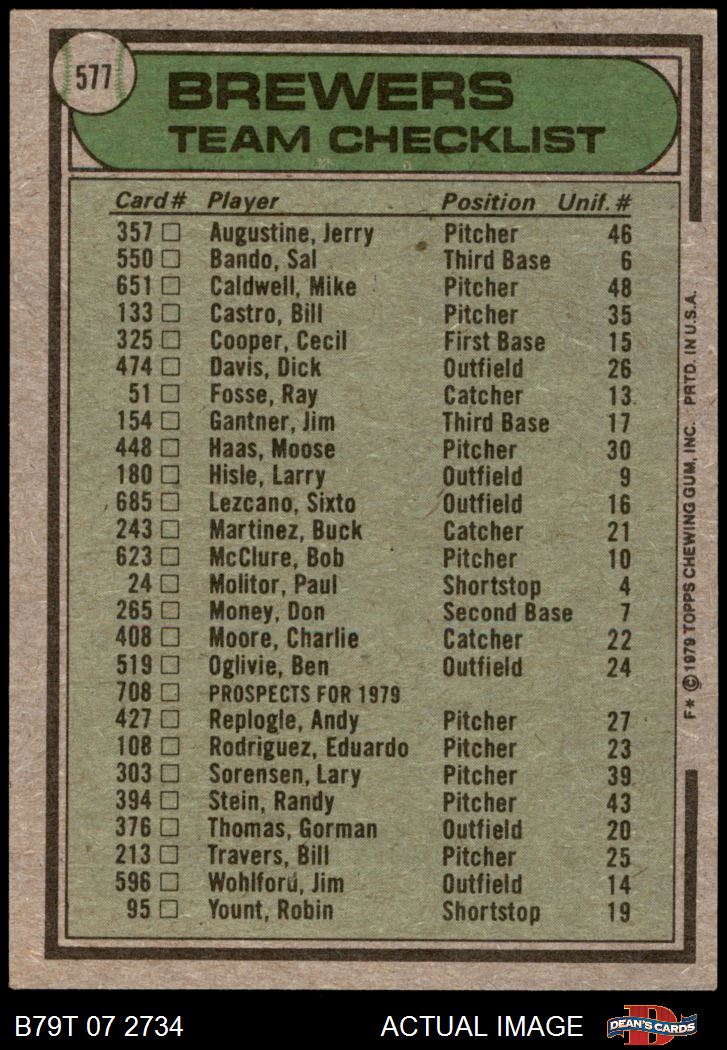 577
BREWERS
TEAM CHECKLIST
Card# Player Position Unif. #
357 □ Augustine, Jerry Pitcher 46
550 □ Bando, Sal Third Base 6
651 □ Caldwell, Mike Pitcher 48
133 □ Castro, Bill Pitcher 35
325 □ Cooper, Cecil First Base 15
474 □ Davis, Dick Outfield 26
51 □ Fosse, Ray Catcher 13
154 □ Gantner, Jim Third Base 17
448 □ Haas, Moose Pitcher 30
180 □ Hisle, Larry Outfield 9
685 □ Lezcano, Sixto Outfield 16
243 □ Martinez, Buck Catcher 21
623 □ McClure, Bob Pitcher 10
24 □ Molitor, Paul Shortstop 4
265 □ Money, Don Second Base 7
408 □ Moore, Charlie Catcher 22
519 □ Oglivie, Ben Outfield 24
708 □ PROSPECTS FOR 1979
427 □ Replogle, Andy Pitcher 27
108 □ Rodriguez, Eduardo Pitcher 23
303 □ Sorensen, Lary Pitcher 39
394 □ Stein, Randy Pitcher 43
376 □ Thomas, Gorman Outfield 20
213 □ Travers, Bill Pitcher 25
596 □ Wohlford, Jim Outfield 14
95 □ Yount, Robin Shortstop 19
F* © 1979 TOPPS CHEWING GUM, INC. PRTD. IN U.S.A.
B79T 07 2734 ACTUAL IMAGE
D
DEAN'S CARDS